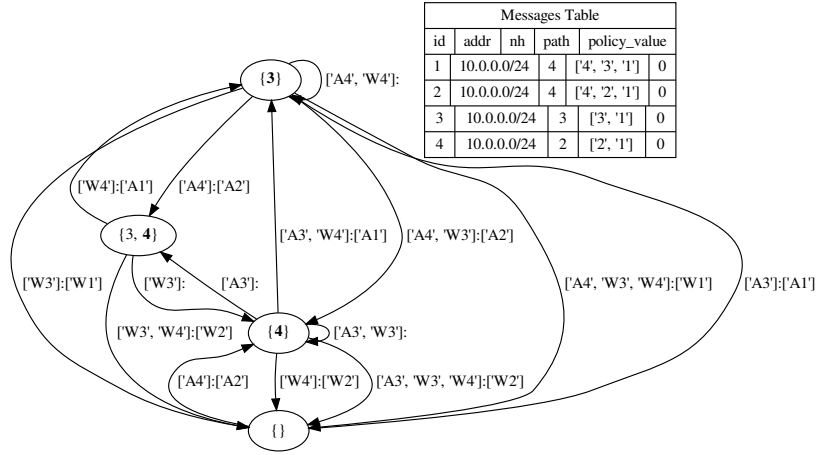 Messages Table
id addr nh path policy_value
1 10.0.0.0/24 4 ['4', '3', '1'] 0
2 10.0.0.0/24 4 ['4', '2', '1'] 0
3 10.0.0.0/24 3 ['3', '1'] 0
4 10.0.0.0/24 2 ['2', '1'] 0
{3}
['A4', 'W4']:
['W4']:['A1']
['A4']:['A2']
{3, 4}
['A3', 'W4']:['A1']
['A4', 'W3']:['A2']
['W3']:['W1']
['W3']:
['A3']:
['A4', 'W3', 'W4']:['W1']
['A3']:['A1']
['W3', 'W4']:['W2']
{4}
['A3', 'W3']:
['A4']:['A2']
['W4']:['W2']
['A3', 'W3', 'W4']:['W2']
{}